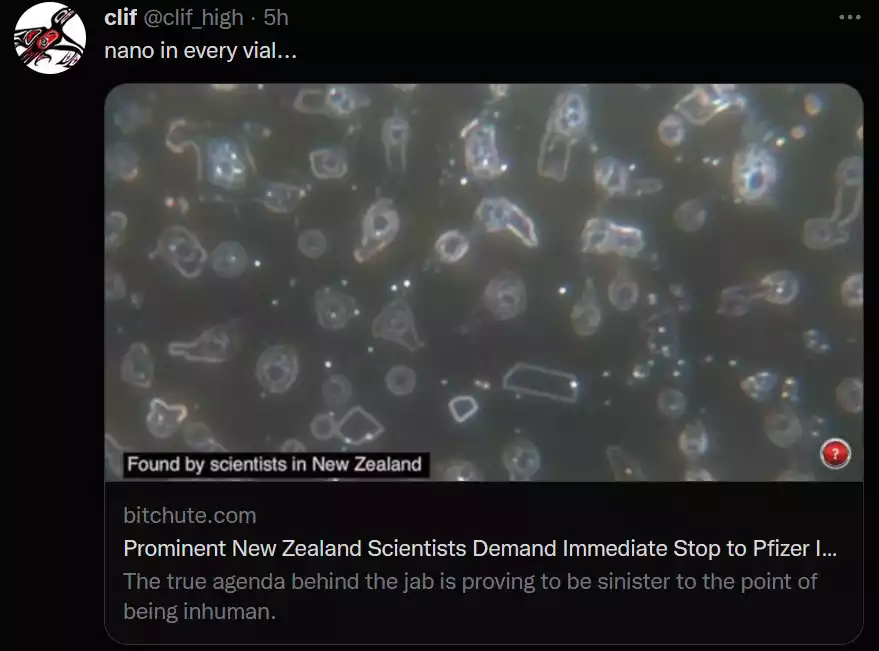 clif @clif_high · 5h
nano in every vial...
Found by scientists in New Zealand
?
bitchute.com
Prominent New Zealand Scientists Demand Immediate Stop to Pfizer I...
The true agenda behind the jab is proving to be sinister to the point of
being inhuman.